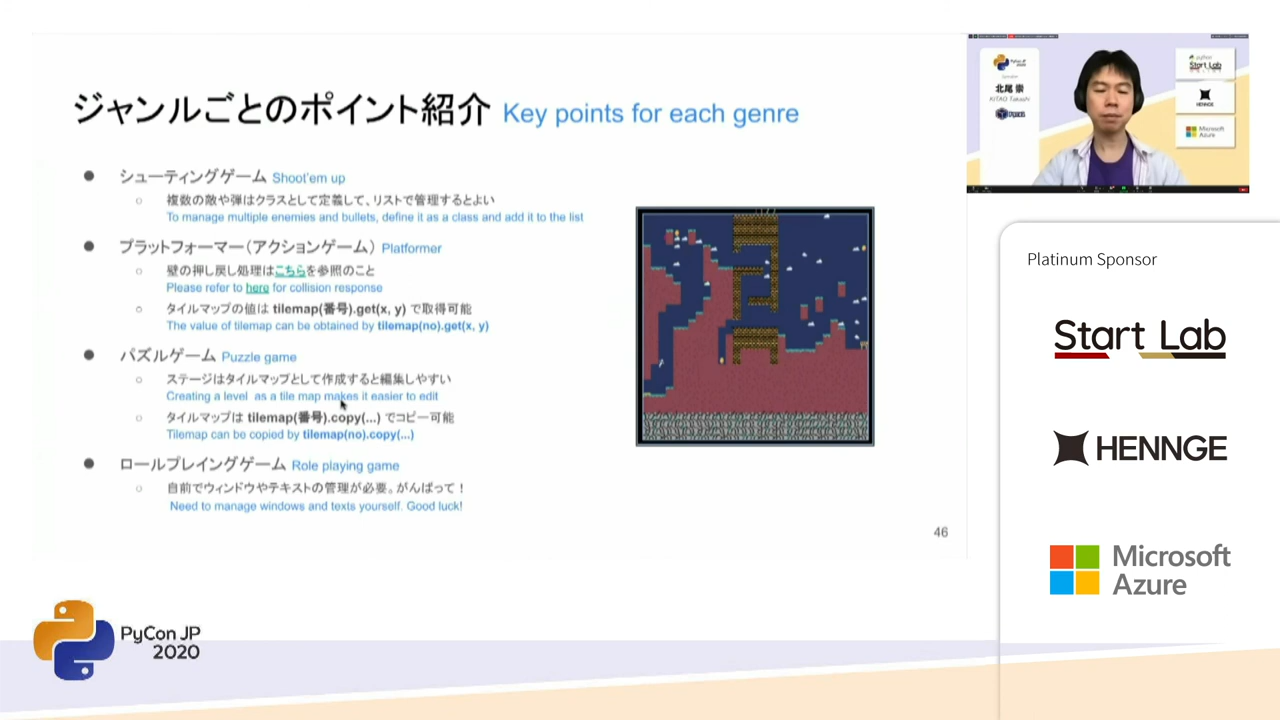 ジャンルごとのポイント紹介 Key points for each genre
● シューティングゲーム Shoot'em up
○ 複数の敵や弾はクラスとして定義して、リストで管理するとよい
To manage multiple enemies and bullets, define it as a class and add it to the list
● プラットフォーマー（アクションゲーム） Platformer
○ 壁の押し戻し処理はこちらを参照のこと
Please refer to here for collision response
○ タイルマップの値は tilemap(番号).get(x, y) で取得可能
The value of tilemap can be obtained by tilemap(no).get(x, y)
● パズルゲーム Puzzle game
○ ステージはタイルマップとして作成すると編集しやすい
Creating a level as a tile map makes it easier to edit
○ タイルマップは tilemap(番号).copy(...) でコピー可能
Tilemap can be copied by tilemap(no).copy(...)
● ロールプレイングゲーム Role playing game
○ 自前でウィンドウやテキストの管理が必要。がんばって！
Need to manage windows and texts yourself. Good luck!
46
PyCon JP
2020
北尾 崇
KITAO Takashi
python
Start Lab
HENNGE
Microsoft
Azure
Platinum Sponsor
Start Lab
HENNGE
Microsoft
Azure
PyCon JP
2020